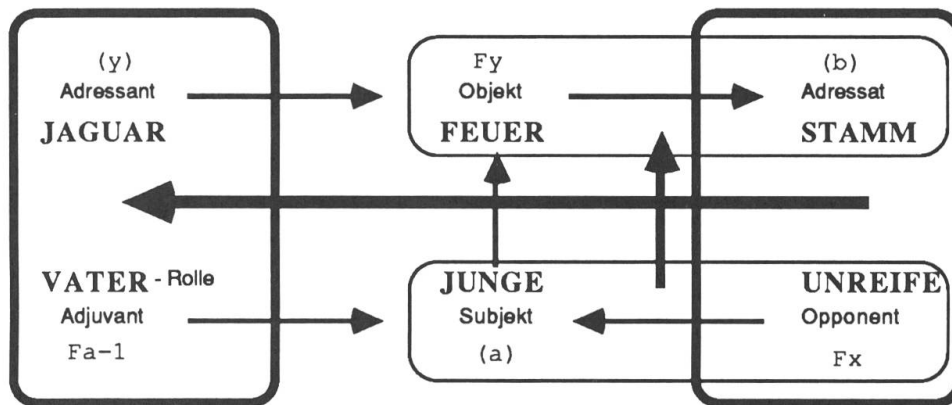 (y)
Adressant
JAGUAR
Fy
Objekt
FEUER
(b)
Adressat
STAMM
VATER - Rolle
Adjuvant
Fa-1
JUNGE
Subjekt
(a)
UNREIFE
Opponent
Fx